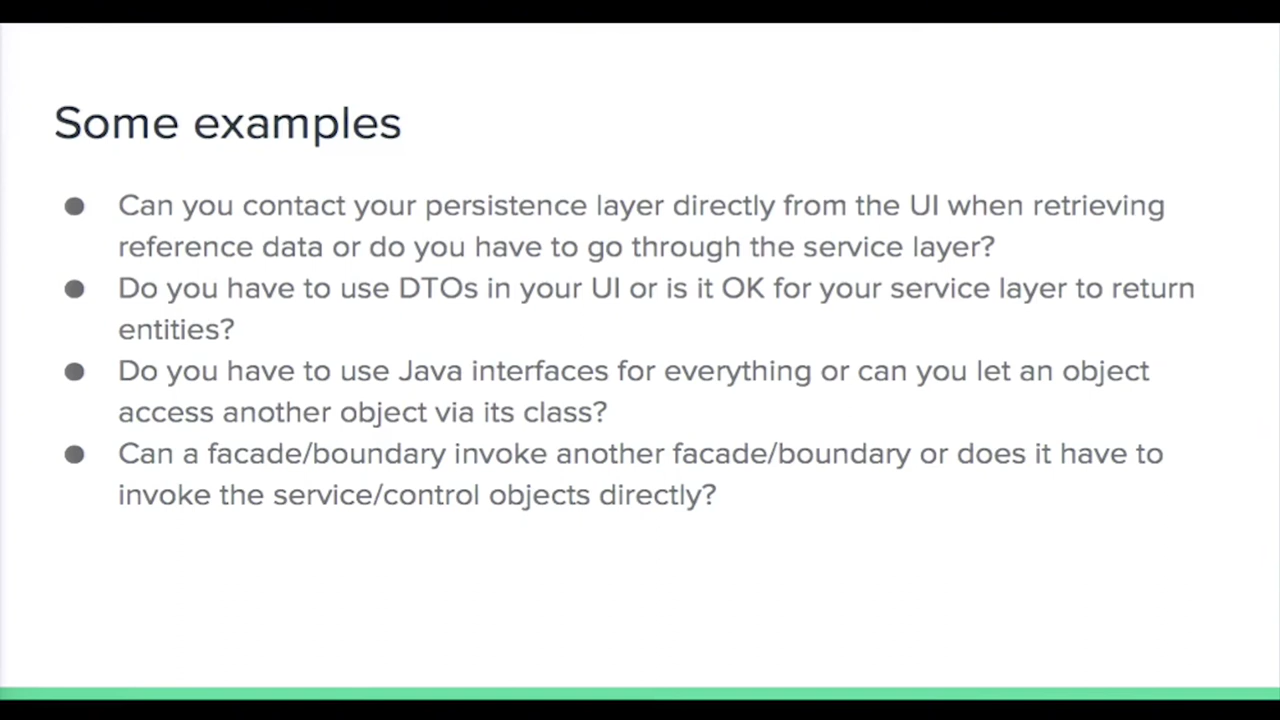 Some examples
● Can you contact your persistence layer directly from the UI when retrieving
reference data or do you have to go through the service layer?
● Do you have to use DTOs in your UI or is it OK for your service layer to return
entities?
● Do you have to use Java interfaces for everything or can you let an object
access another object via its class?
● Can a facade/boundary invoke another facade/boundary or does it have to
invoke the service/control objects directly?